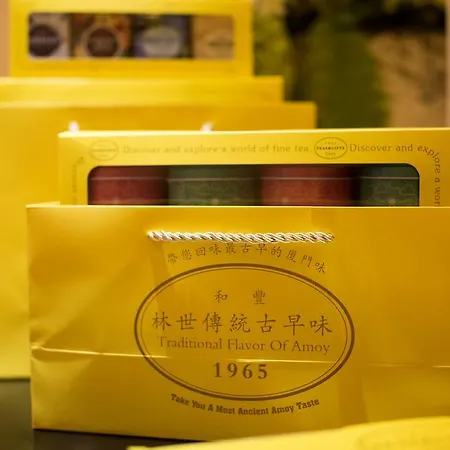 Discover and explore a world of fine tea
Discover and explore
a wor
帶您回味最古早的厦門味
和豐
林世傳統古早味
Traditional Flavor Of Amoy
1965
Take You A Most Ancient Amoy Taste